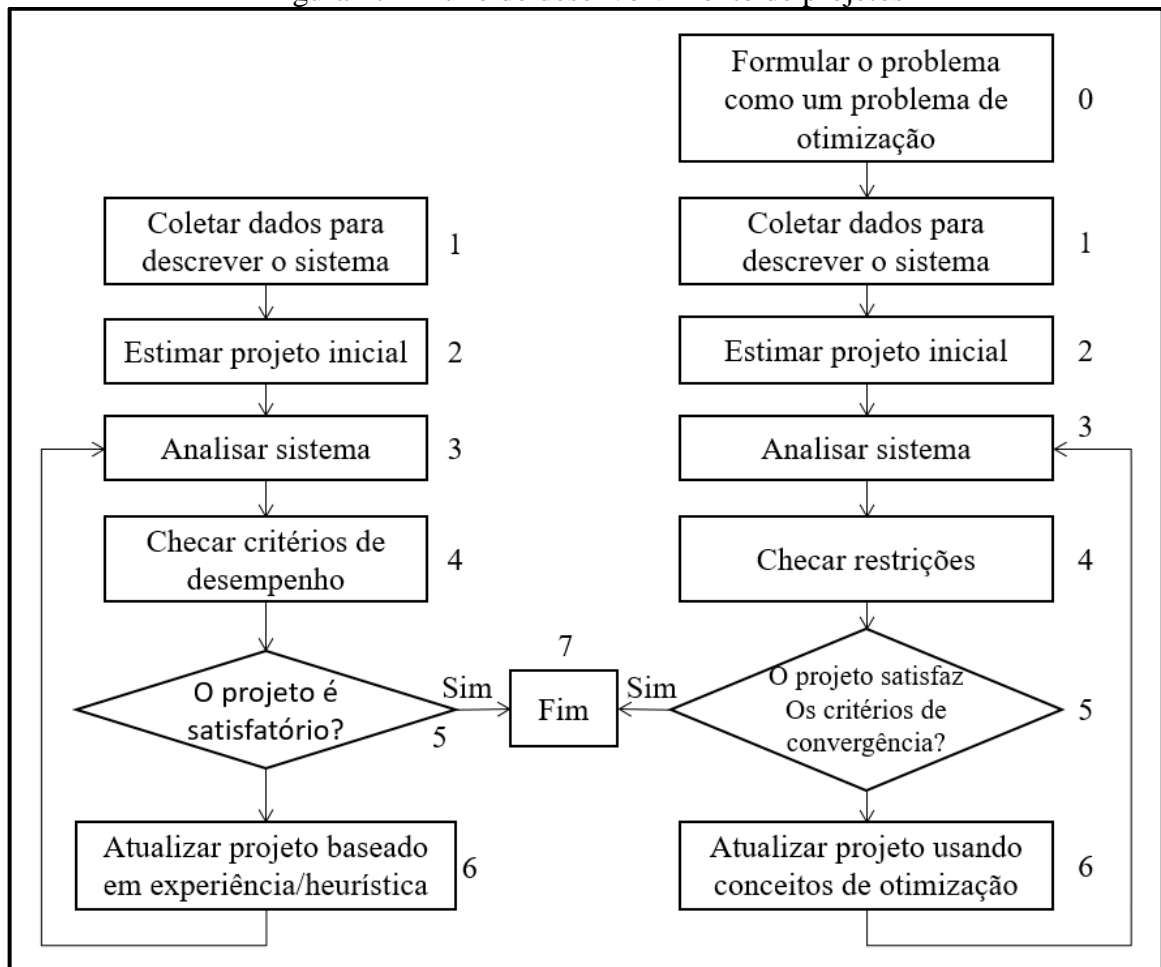 Formular o problema
como um problema de
otimização
0
Coletar dados para
descrever o sistema
1
Coletar dados para
descrever o sistema
1
Estimar projeto inicial
2
Estimar projeto inicial
2
Analisar sistema
3
Analisar sistema
3
Checar critérios de
desempenho
4
Checar restrições
4
O projeto é
satisfatório?
5
Sim
7
Fim
Sim
O projeto satisfaz
Os critérios de
convergência?
5
Atualizar projeto baseado
em experiência/heurística
6
Atualizar projeto usando
conceitos de otimização
6